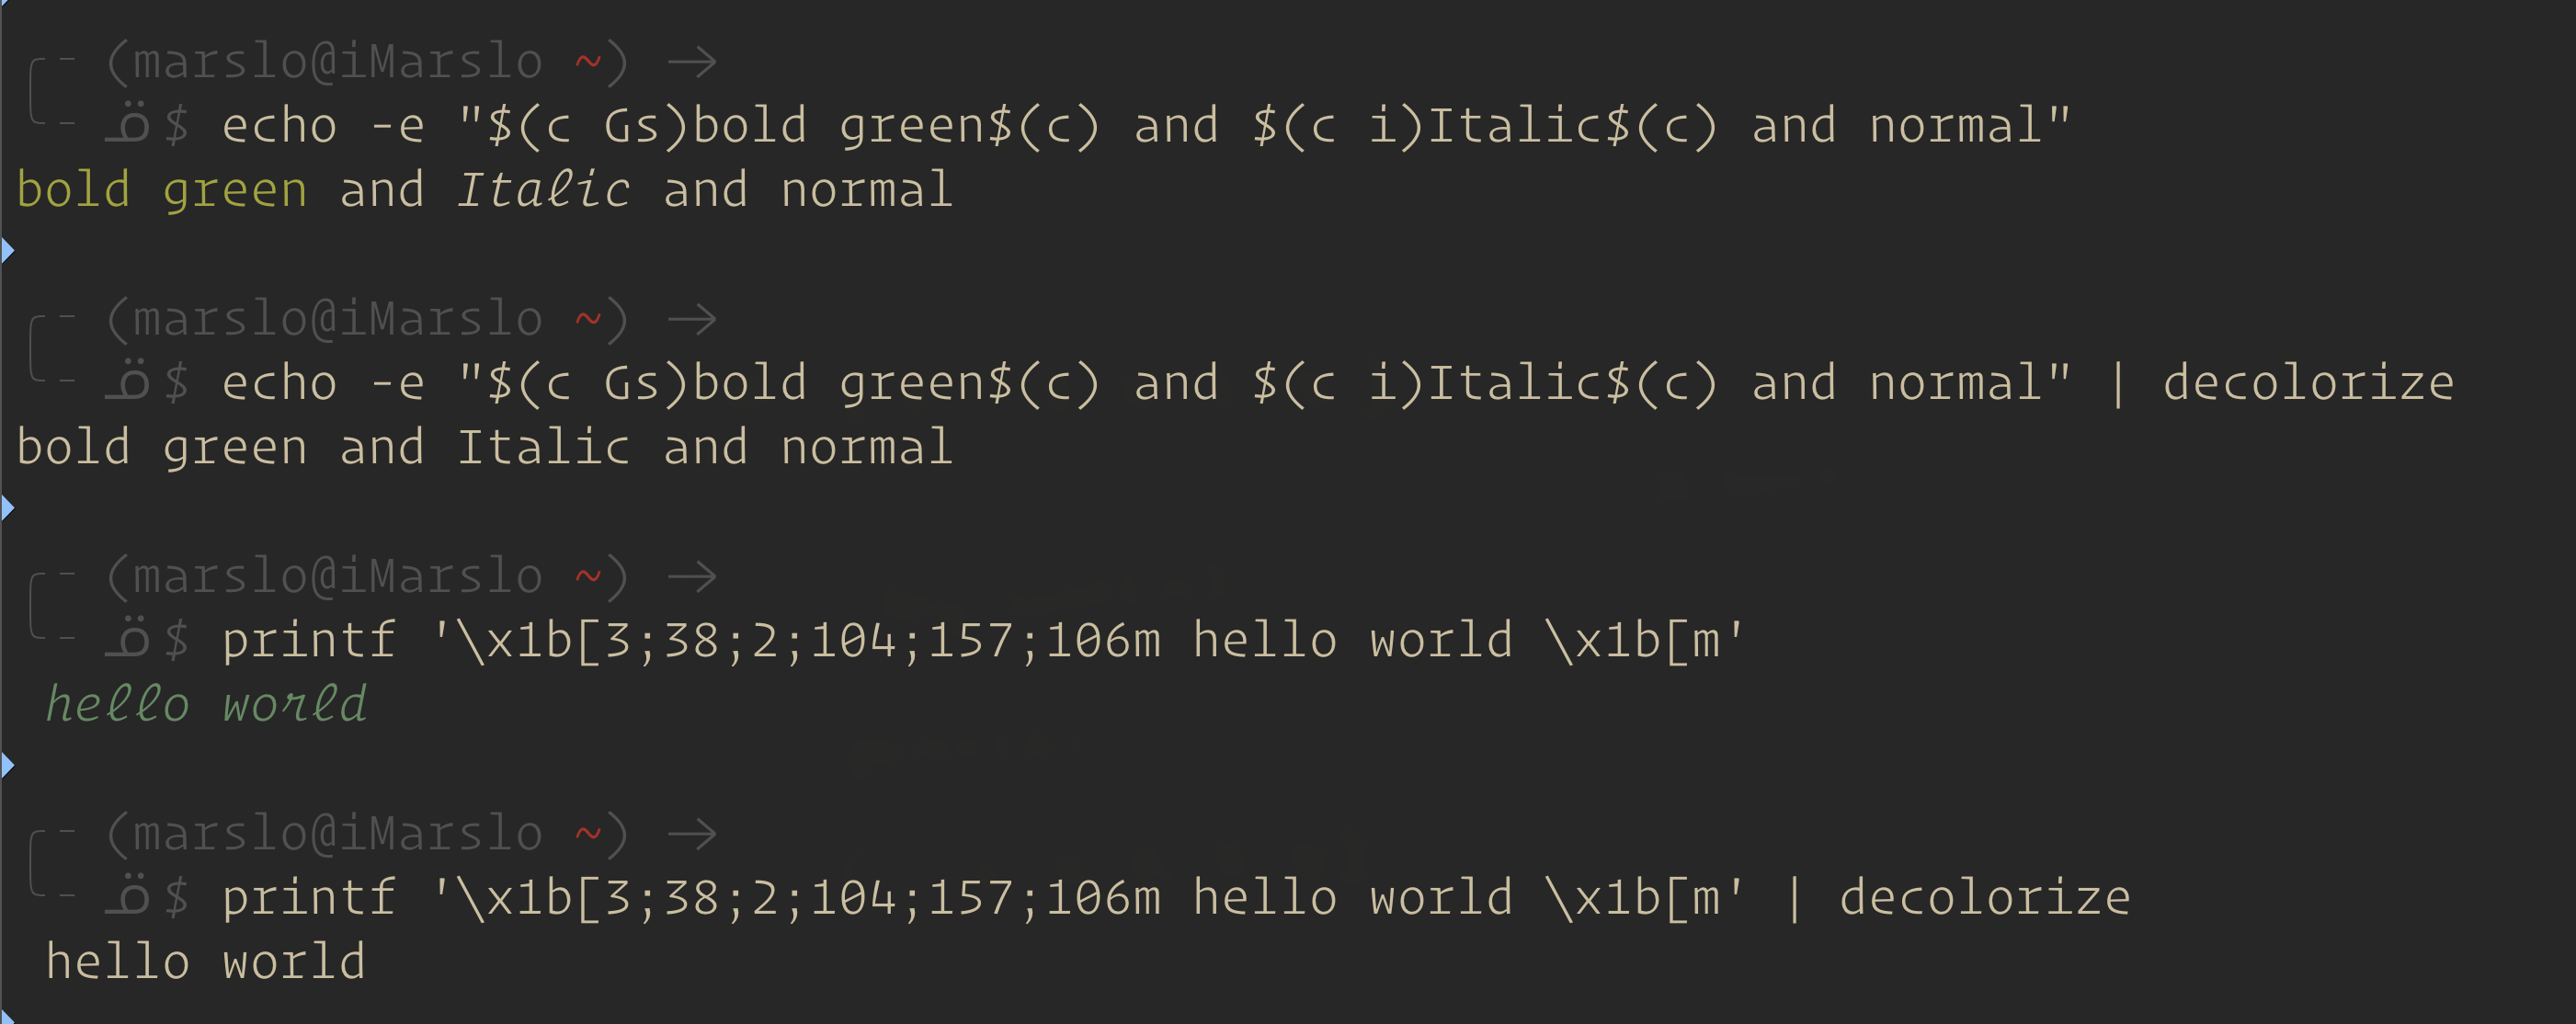 ╭╴─ (marslo@iMarslo ~) →
╰╴─ ݓ$ echo -e "$(c Gs)bold green$(c) and $(c i)Italic$(c) and normal"
bold green and Italic and normal
(marslo@iMarslo ~) →
$ echo -e "$(c Gs)bold green$(c) and $(c i)Italic$(c) and normal" | decolorize
bold green and Italic and normal
(marslo@iMarslo ~) →
$ printf '\x1b[3;38;2;104;157;106m hello world \x1b[m'
hello world
(marslo@iMarslo ~) →
$ printf '\x1b[3;38;2;104;157;106m hello world \x1b[m' | decolorize
hello world